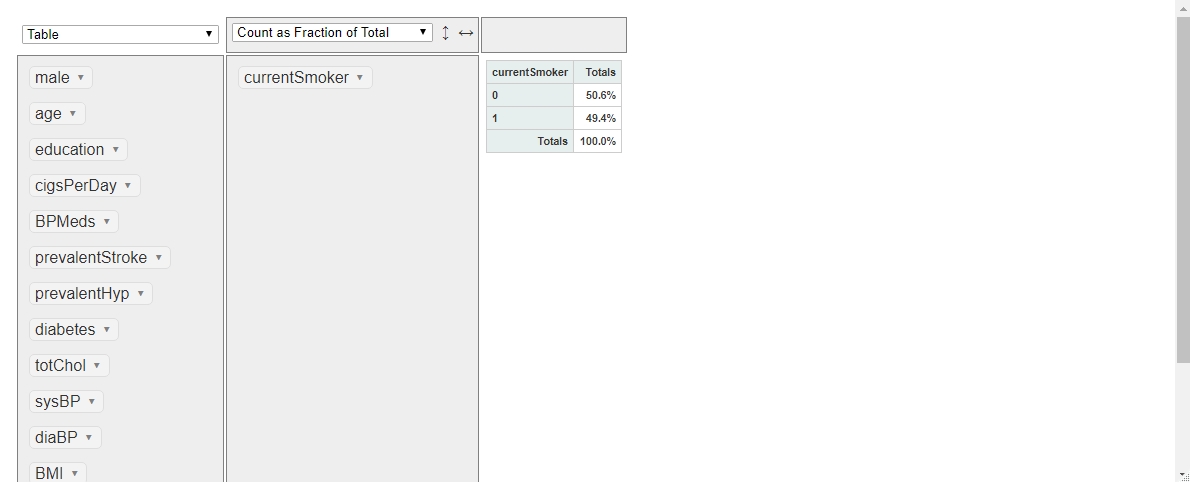 Table
Count as Fraction of Total
male
age
education
cigsPerDay
BPMeds
prevalentStroke
prevalentHyp
diabetes
totChol
sysBP
diaBP
BMI
currentSmoker
currentSmoker Totals
0 50.6%
1 49.4%
Totals 100.0%